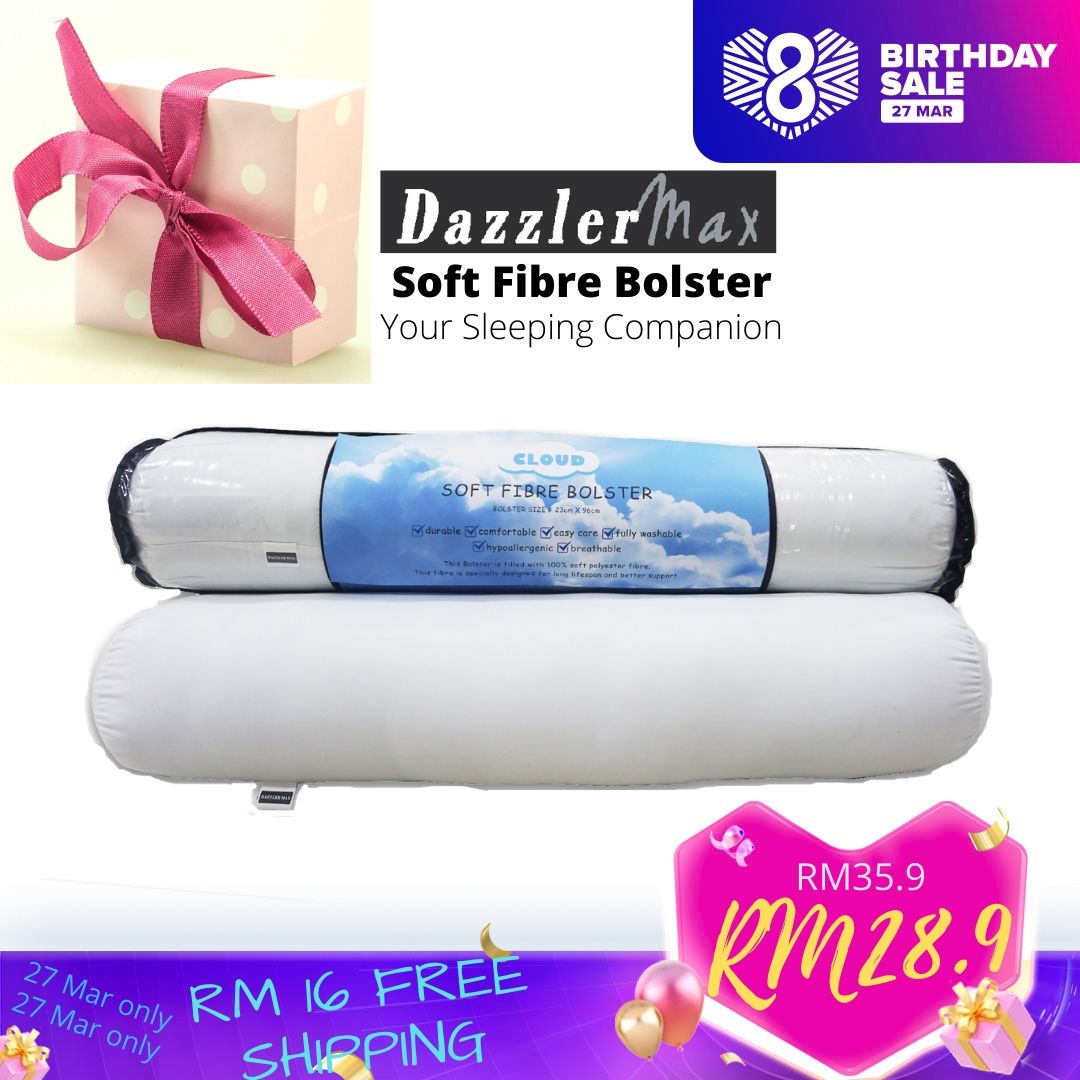 8
BIRTHDAY
SALE
27 MAR
DazzlerMax
Soft Fibre Bolster
Your Sleeping Companion
CLOUD
SOFT FIBRE BOLSTER
BOLSTER SIZE : 23cm X 96cm
durable comfortable easy care fully washable
hypoallergenic breathable
This Bolster is filled with 100% soft polyester fibre.
This fibre is specially designed for long lifespan and better support.
DAZZLER MAX
DAZZLER MAX
RM35.9
RM28.9
27 Mar only
27 Mar only
RM 16 FREE
SHIPPING